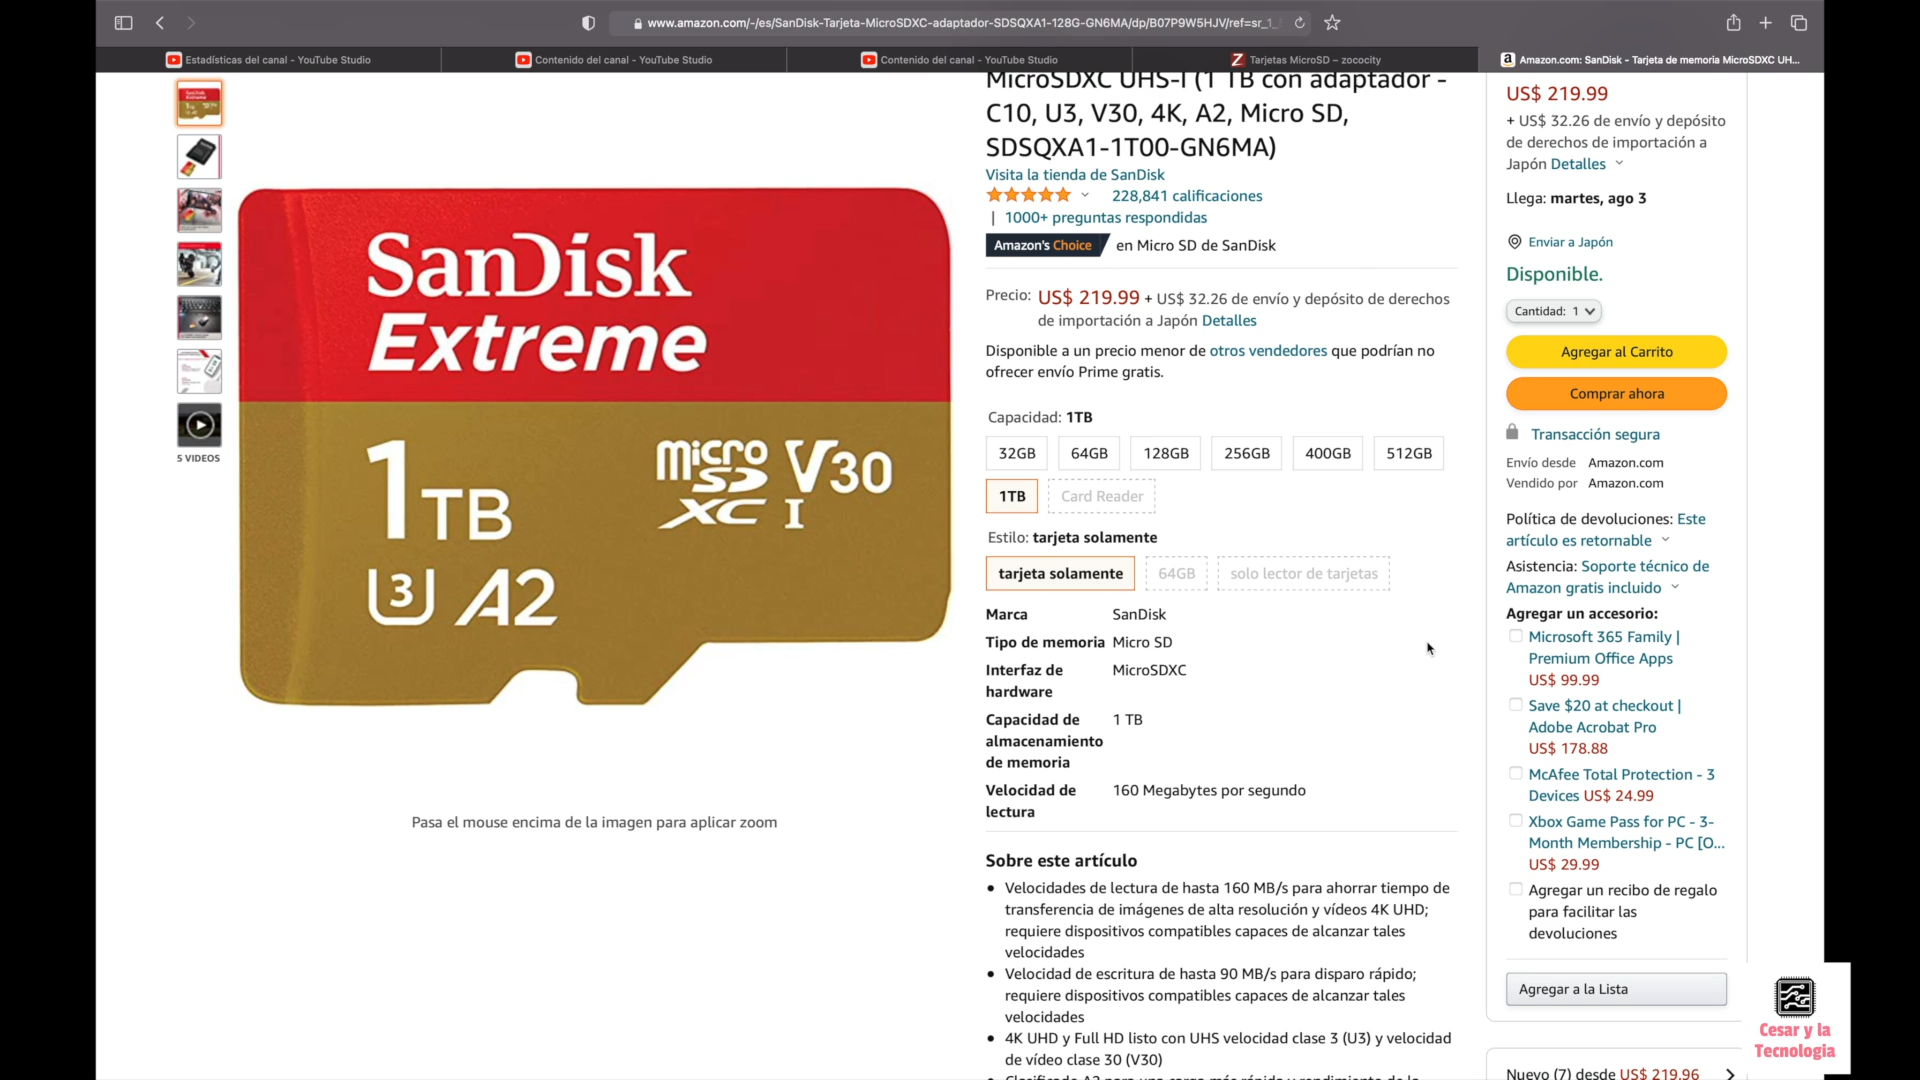 www.amazon.com/-/es/SanDisk-Tarjeta-MicroSDXC-adaptador-SDSQXA1-128G-GN6MA/dp/B07P9W5HJV/ref=sr_1_
Estadísticas del canal - YouTube Studio
Contenido del canal - YouTube Studio
Contenido del canal - YouTube Studio
Tarjetas MicroSD – zococity
Amazon.com: SanDisk - Tarjeta de memoria MicroSDXC UH...
5 VIDEOS
SanDisk
Extreme
1TB
micro SD XC I
V30
U3 A2
Pasa el mouse encima de la imagen para aplicar zoom
MicroSDXC UHS-I (1 TB con adaptador -
C10, U3, V30, 4K, A2, Micro SD,
SDSQXA1-1T00-GN6MA)
Visita la tienda de SanDisk
228,841 calificaciones
| 1000+ preguntas respondidas
Amazon's Choice en Micro SD de SanDisk
Precio: US$ 219.99 + US$ 32.26 de envío y depósito de derechos
de importación a Japón Detalles
Disponible a un precio menor de otros vendedores que podrían no
ofrecer envío Prime gratis.
Capacidad: 1TB
32GB 64GB 128GB 256GB 400GB 512GB
1TB Card Reader
Estilo: tarjeta solamente
tarjeta solamente 64GB solo lector de tarjetas
Marca SanDisk
Tipo de memoria Micro SD
Interfaz de MicroSDXC
hardware
Capacidad de 1 TB
almacenamiento
de memoria
Velocidad de 160 Megabytes por segundo
lectura
Sobre este artículo
• Velocidades de lectura de hasta 160 MB/s para ahorrar tiempo de
transferencia de imágenes de alta resolución y vídeos 4K UHD;
requiere dispositivos compatibles capaces de alcanzar tales
velocidades
• Velocidad de escritura de hasta 90 MB/s para disparo rápido;
requiere dispositivos compatibles capaces de alcanzar tales
velocidades
• 4K UHD y Full HD listo con UHS velocidad clase 3 (U3) y velocidad
de vídeo clase 30 (V30)
US$ 219.99
+ US$ 32.26 de envío y depósito
de derechos de importación a
Japón Detalles
Llega: martes, ago 3
Enviar a Japón
Disponible.
Cantidad: 1
Agregar al Carrito
Comprar ahora
Transacción segura
Envío desde Amazon.com
Vendido por Amazon.com
Política de devoluciones: Este
artículo es retornable
Asistencia: Soporte técnico de
Amazon gratis incluido
Agregar un accesorio:
Microsoft 365 Family |
Premium Office Apps
US$ 99.99
Save $20 at checkout |
Adobe Acrobat Pro
US$ 178.88
McAfee Total Protection - 3
Devices US$ 24.99
Xbox Game Pass for PC - 3-
Month Membership - PC [O...
US$ 29.99
Agregar un recibo de regalo
para facilitar las
devoluciones
Agregar a la Lista
Nuevo (7) desde US$ 219.96
Cesar y la
Tecnologia